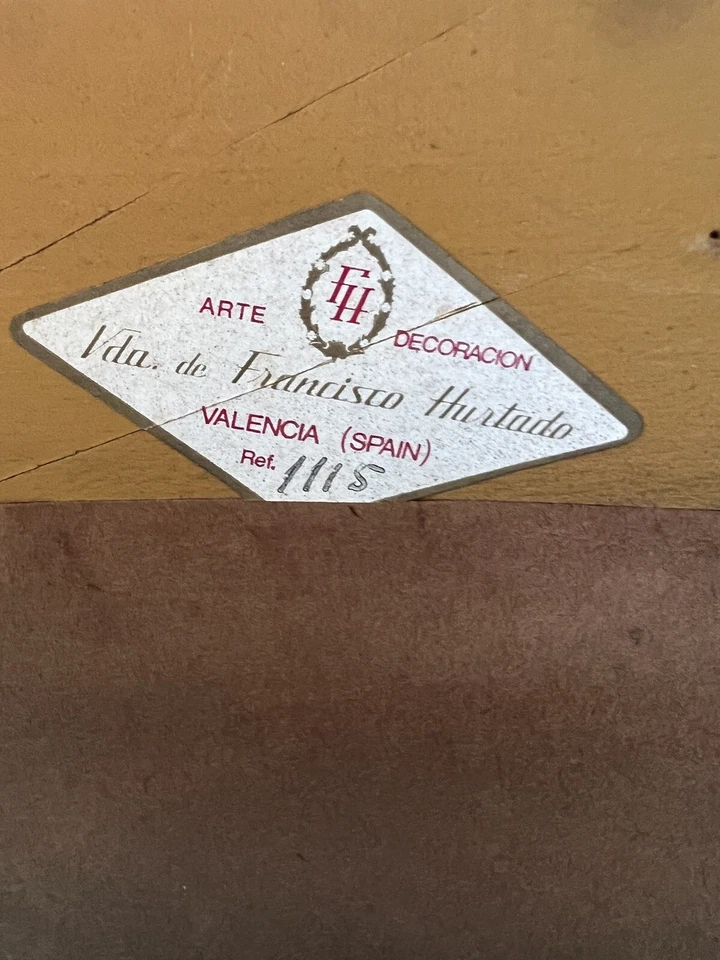 FH
ARTE DECORACION
Vda. de Francisco Hurtado
VALENCIA (SPAIN)
Ref. 1115